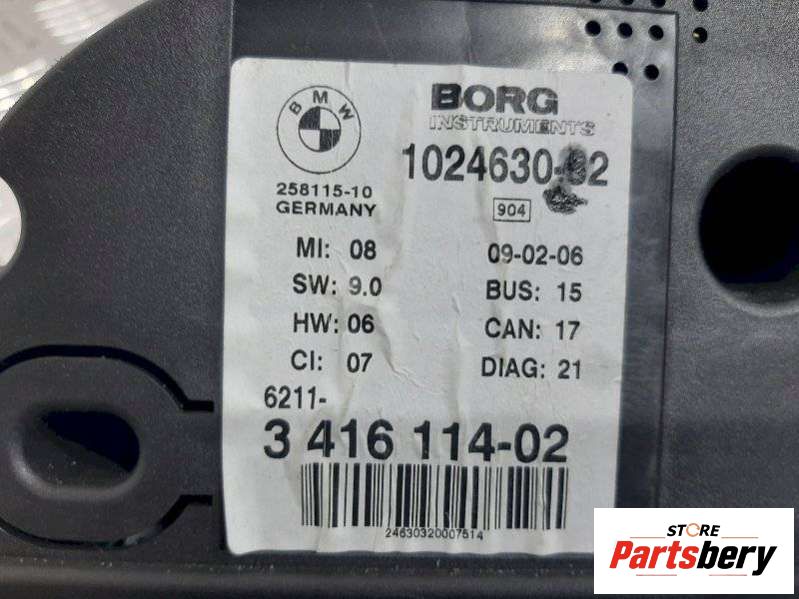 BMW
BORG
INSTRUMENTS
258115-10
GERMANY
904
MI: 08
09-02-06
SW: 9.0
BUS: 15
HW: 06
CAN: 17
CI: 07
DIAG: 21
6211-
3 416 114-02
24630320007514
STORE
Partsbery